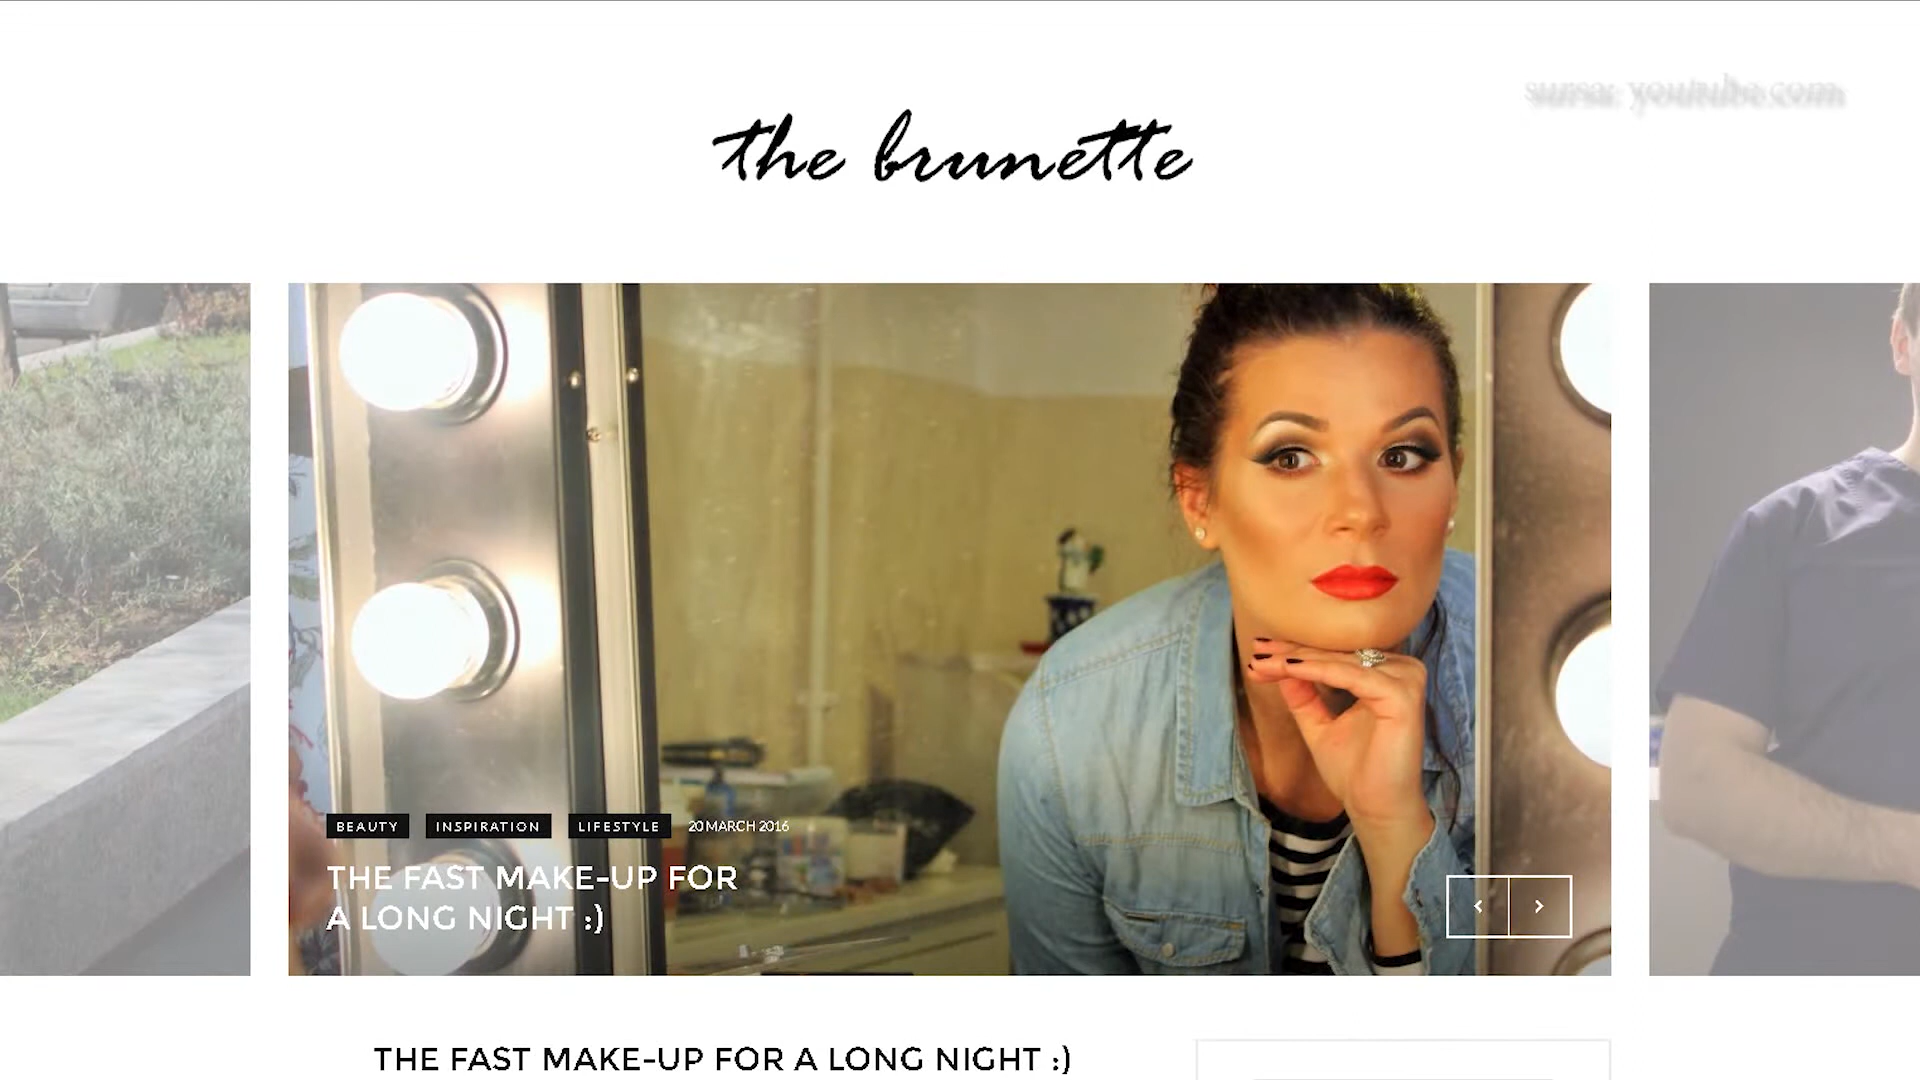 sursa: youtube.com
the brunette
BEAUTY INSPIRATION LIFESTYLE 20 MARCH 2016
THE FAST MAKE-UP FOR
A LONG NIGHT :)
THE FAST MAKE-UP FOR A LONG NIGHT :)